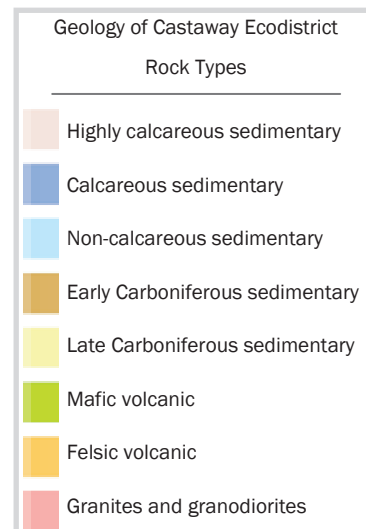 Geology of Castaway Ecodistrict
Rock Types
Highly calcareous sedimentary
Calcareous sedimentary
Non-calcareous sedimentary
Early Carboniferous sedimentary
Late Carboniferous sedimentary
Mafic volcanic
Felsic volcanic
Granites and granodiorites